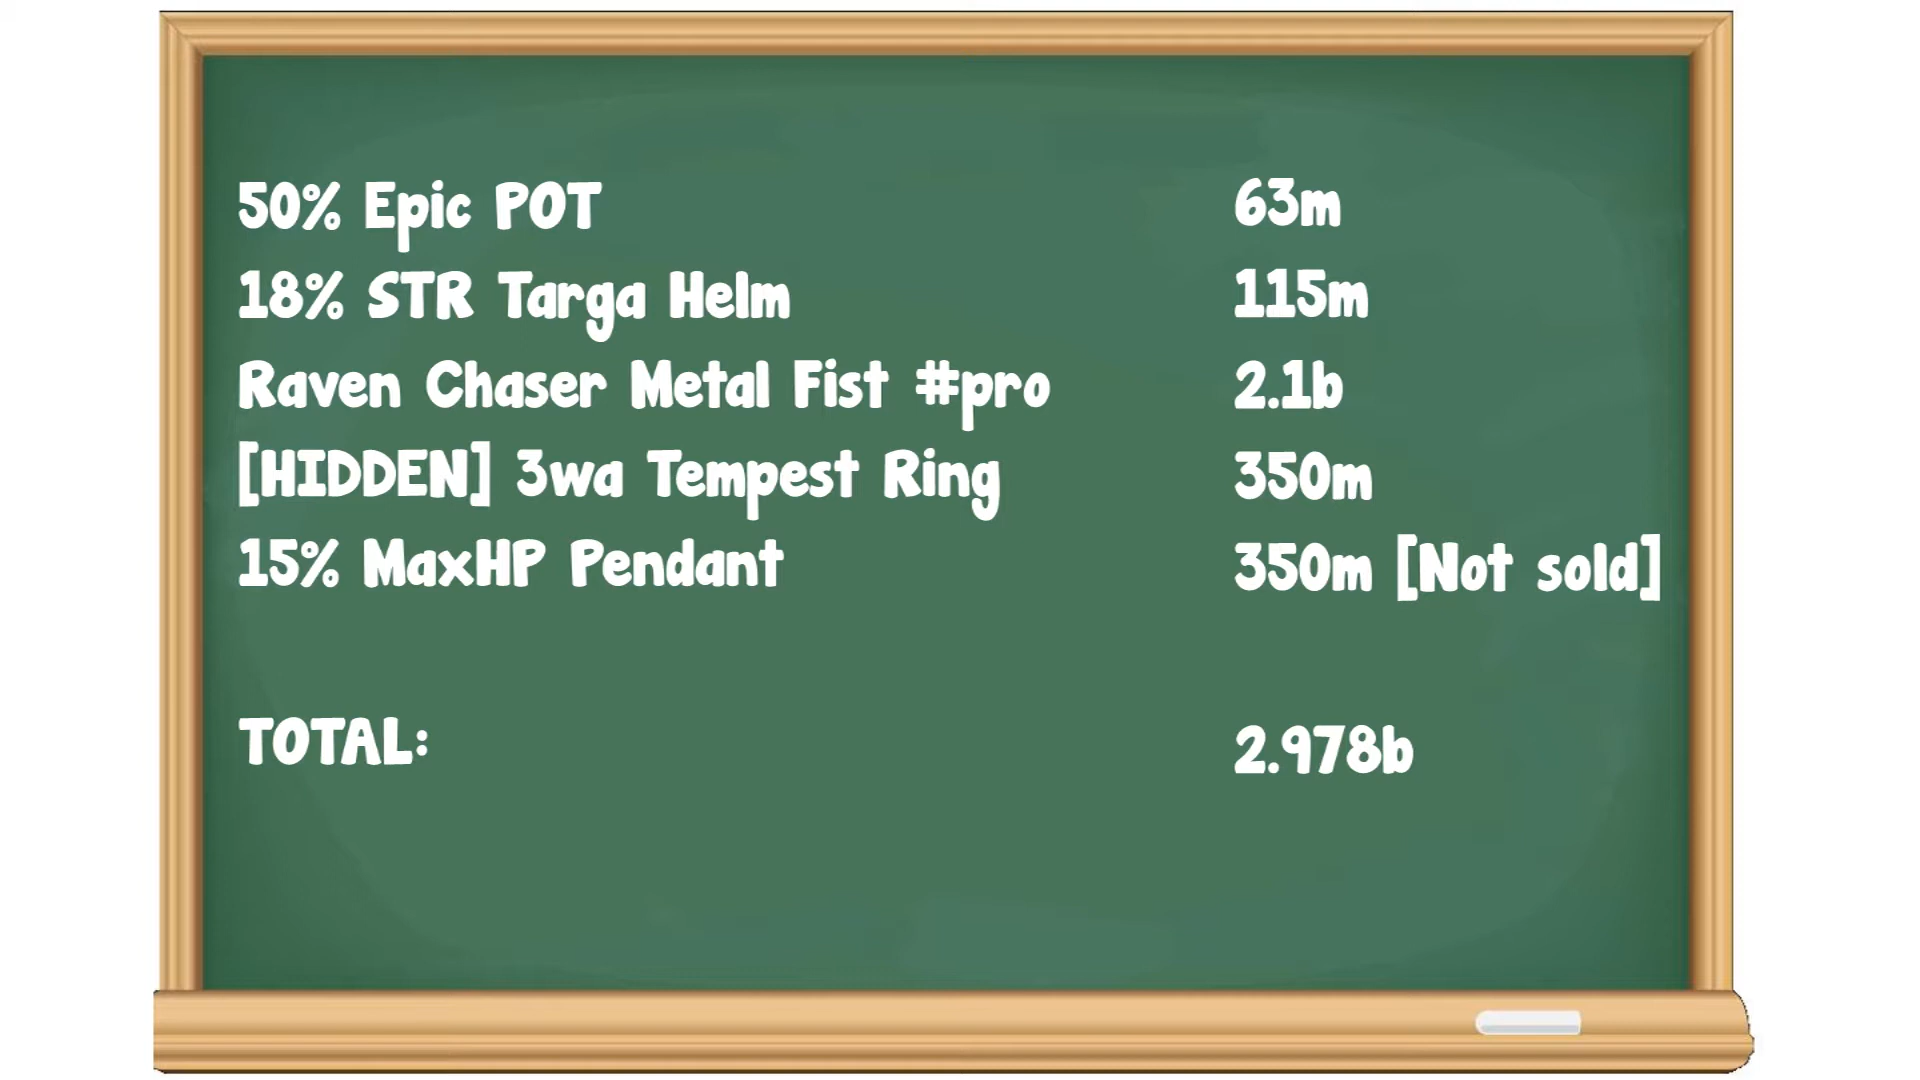 50% Epic POT 63m
18% STR Targa Helm 115m
Raven Chaser Metal Fist #pro 2.1b
[HIDDEN] 3wa Tempest Ring 350m
15% MaxHP Pendant 350m [Not sold]
TOTAL: 2.978b